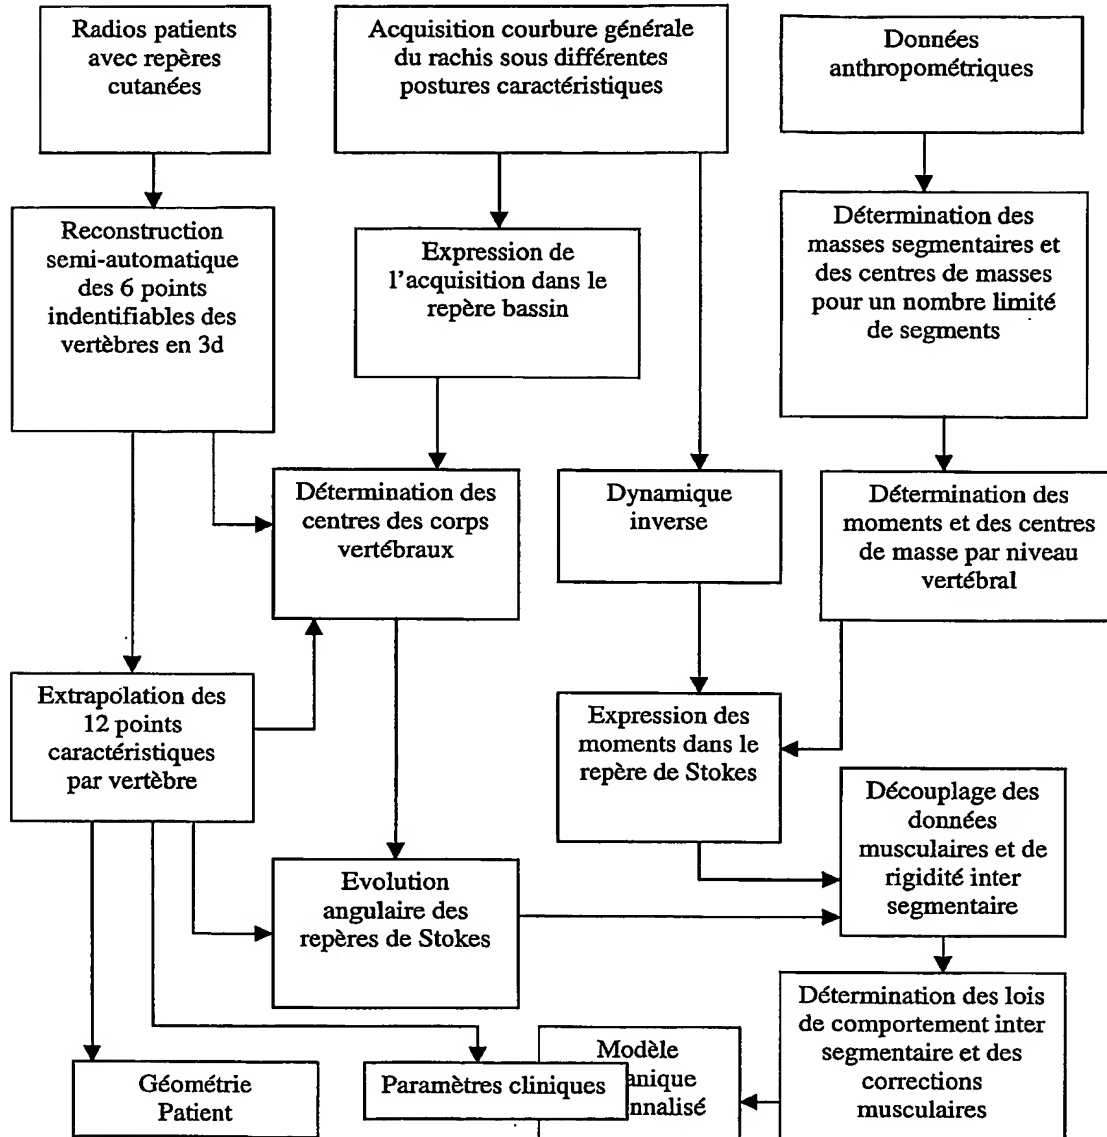 Radios patients
avec repères
cutanées
Acquisition courbure générale
du rachis sous différentes
postures caractéristiques
Données
anthropométriques
Reconstruction
semi-automatique
des 6 points
indentifiables des
vertèbres en 3d
Expression de
l'acquisition dans le
repère bassin
Détermination des
masses segmentaires et
des centres de masses
pour un nombre limité
de segments
Détermination des
centres des corps
vertébraux
Dynamique
inverse
Détermination des
moments et des centres
de masse par niveau
vertébral
Extrapolation des
12 points
caractéristiques
par vertèbre
Expression des
moments dans le
repère de Stokes
Découplage des
données
musculaires et de
rigidité inter
segmentaire
Evolution
angulaire des
repères de Stokes
Détermination des lois
de comportement inter
segmentaire et des
corrections
musculaires
Géométrie
Patient
Paramètres cliniques
Modèle